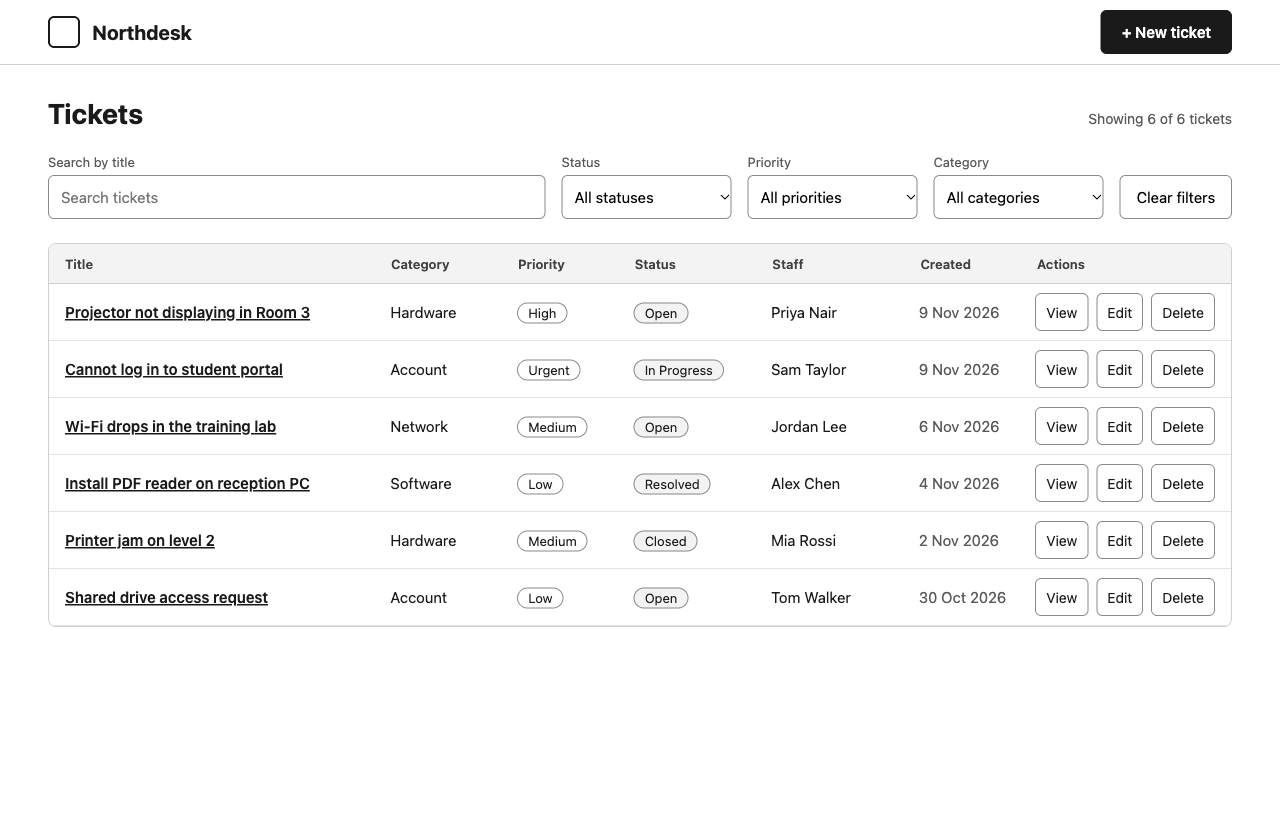 Northdesk
+ New ticket
Tickets
Showing 6 of 6 tickets
Search by title
Status
Priority
Category
Search tickets
All statuses
All priorities
All categories
Clear filters
Title Category Priority Status Staff Created Actions
Projector not displaying in Room 3 Hardware High Open Priya Nair 9 Nov 2026 View Edit Delete
Cannot log in to student portal Account Urgent In Progress Sam Taylor 9 Nov 2026 View Edit Delete
Wi-Fi drops in the training lab Network Medium Open Jordan Lee 6 Nov 2026 View Edit Delete
Install PDF reader on reception PC Software Low Resolved Alex Chen 4 Nov 2026 View Edit Delete
Printer jam on level 2 Hardware Medium Closed Mia Rossi 2 Nov 2026 View Edit Delete
Shared drive access request Account Low Open Tom Walker 30 Oct 2026 View Edit Delete